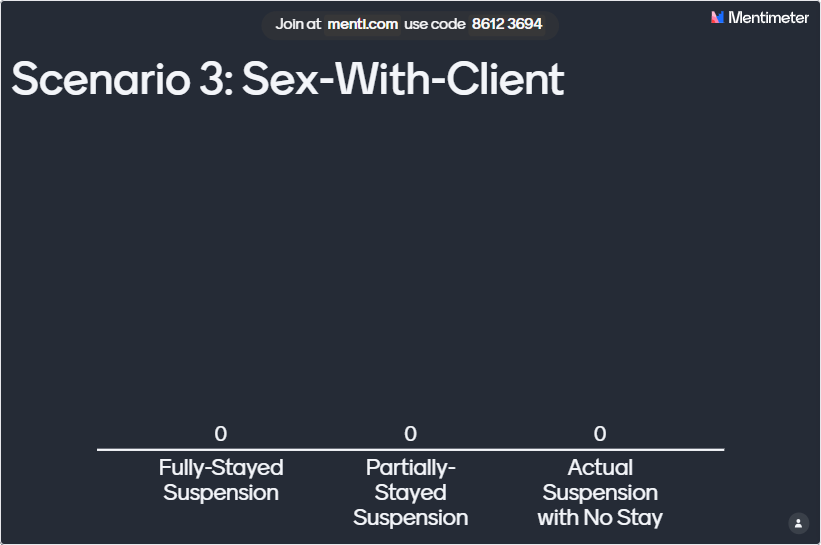 Join at menti.com use code 8612 3694
Mentimeter
Scenario 3: Sex-With-Client
0
0
0
Fully-Stayed
Suspension
Partially-
Stayed
Suspension
Actual
Suspension
with No Stay